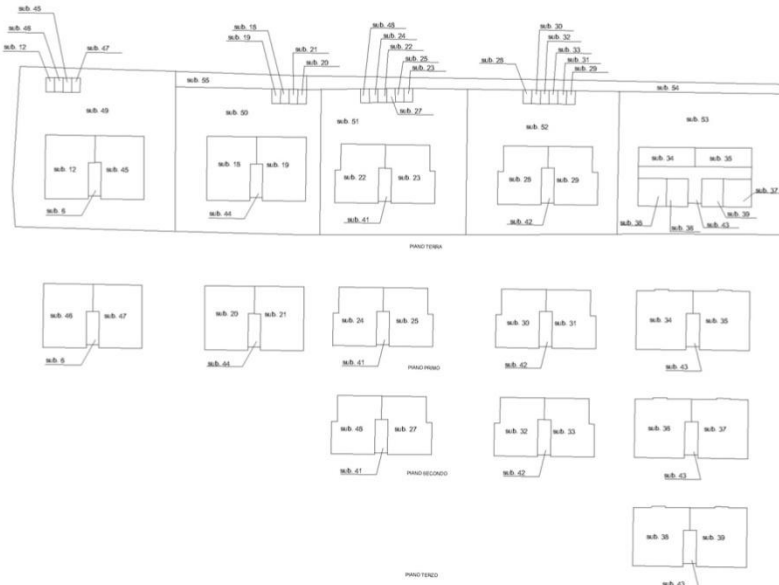 sub. 45
sub. 46
sub. 12
sub. 47
sub. 18
sub. 19
sub. 21
sub. 20
sub. 48
sub. 24
sub. 22
sub. 25
sub. 23
sub. 27
sub. 30
sub. 32
sub. 33
sub. 28
sub. 31
sub. 29
sub. 55
sub. 54
sub. 49
sub. 50
sub. 51
sub. 52
sub. 53
sub. 12
sub. 45
sub. 6
sub. 18
sub. 19
sub. 44
sub. 22
sub. 23
sub. 41
sub. 28
sub. 29
sub. 42
sub. 34
sub. 35
sub. 37
sub. 39
sub. 43
sub. 36
sub. 38
PIANO TERRA
sub. 46
sub. 47
sub. 6
sub. 20
sub. 21
sub. 44
sub. 24
sub. 25
sub. 41
sub. 30
sub. 31
sub. 42
sub. 34
sub. 35
sub. 43
PIANO PRIMO
sub. 48
sub. 27
sub. 41
sub. 32
sub. 33
sub. 42
sub. 36
sub. 37
sub. 43
PIANO SECONDO
sub. 38
sub. 39
sub. 43
PIANO TERZO